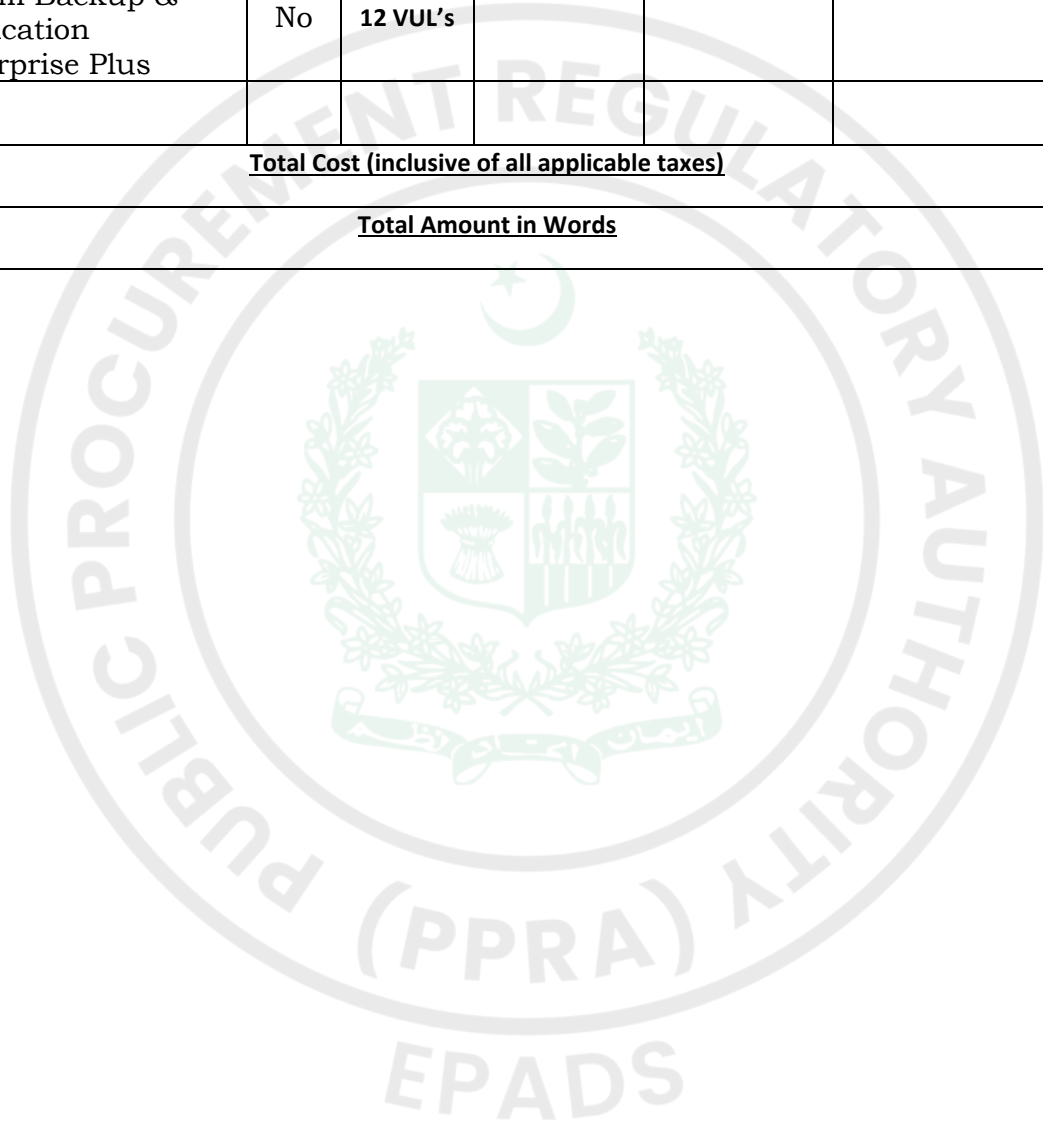 Backup &
ication
rprise Plus
No
12 VUL's
Total Cost (inclusive of all applicable taxes)
Total Amount in Words
PUBLIC PROCUREMENT REGULATORY AUTHORITY
(PPRA)
EPADS